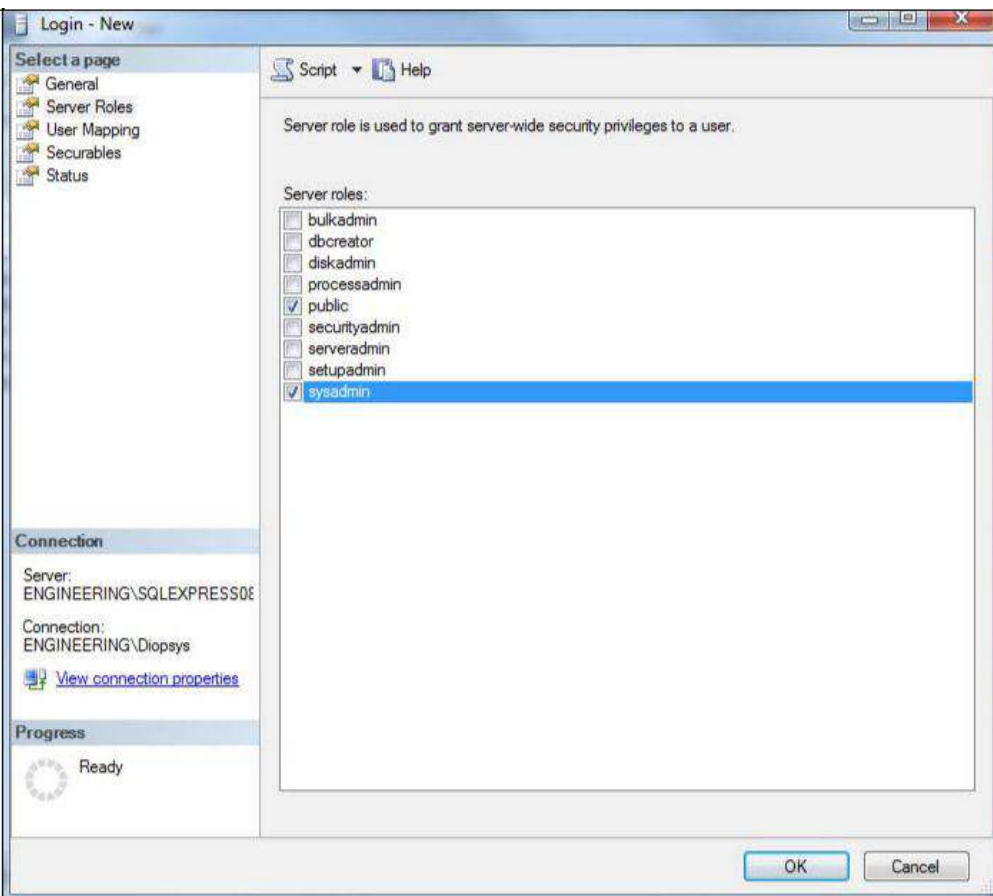 Login - New
Select a page
General
Server Roles
User Mapping
Securables
Status
Script
Help
Server role is used to grant server-wide security privileges to a user.
Server roles:
bulkadmin
dbcreator
diskadmin
processadmin
public
securityadmin
serveradmin
setupadmin
sysadmin
Connection
Server:
ENGINEERING\SQLEXPRESS08
Connection:
ENGINEERING\Diopsys
View connection properties
Progress
Ready
OK
Cancel